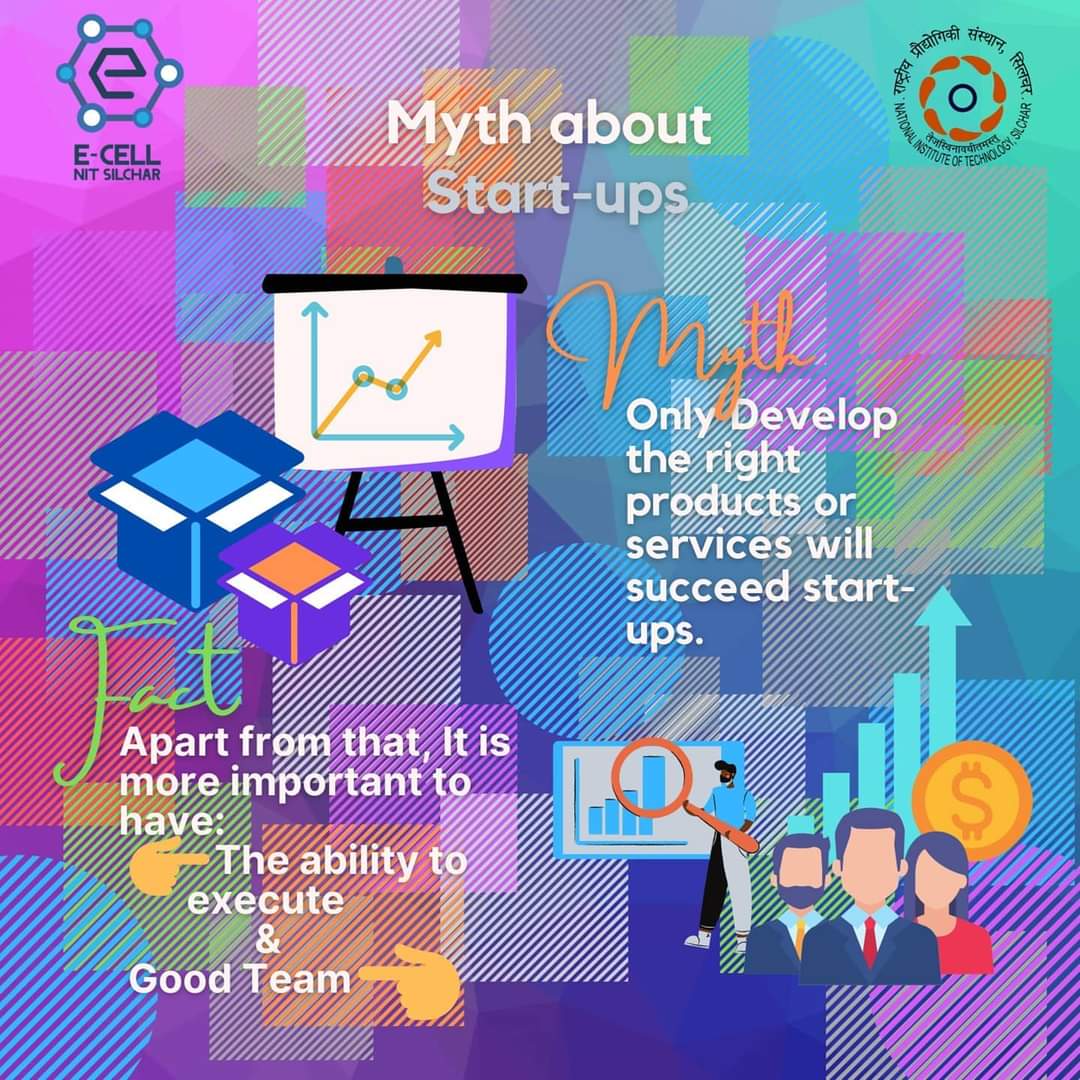 e
E-CELL
NIT SILCHAR
राष्ट्रीय प्रौद्योगिकी संस्थान, सिलचर
NATIONAL INSTITUTE OF TECHNOLOGY, SILCHAR
तेजस्विनावधीतमस्तु
Myth about
Start-ups
Myth
Only Develop
the right
products or
services will
succeed start-
ups.
Fact
Apart from that, It is
more important to
have:
The ability to
execute
&
Good Team
$